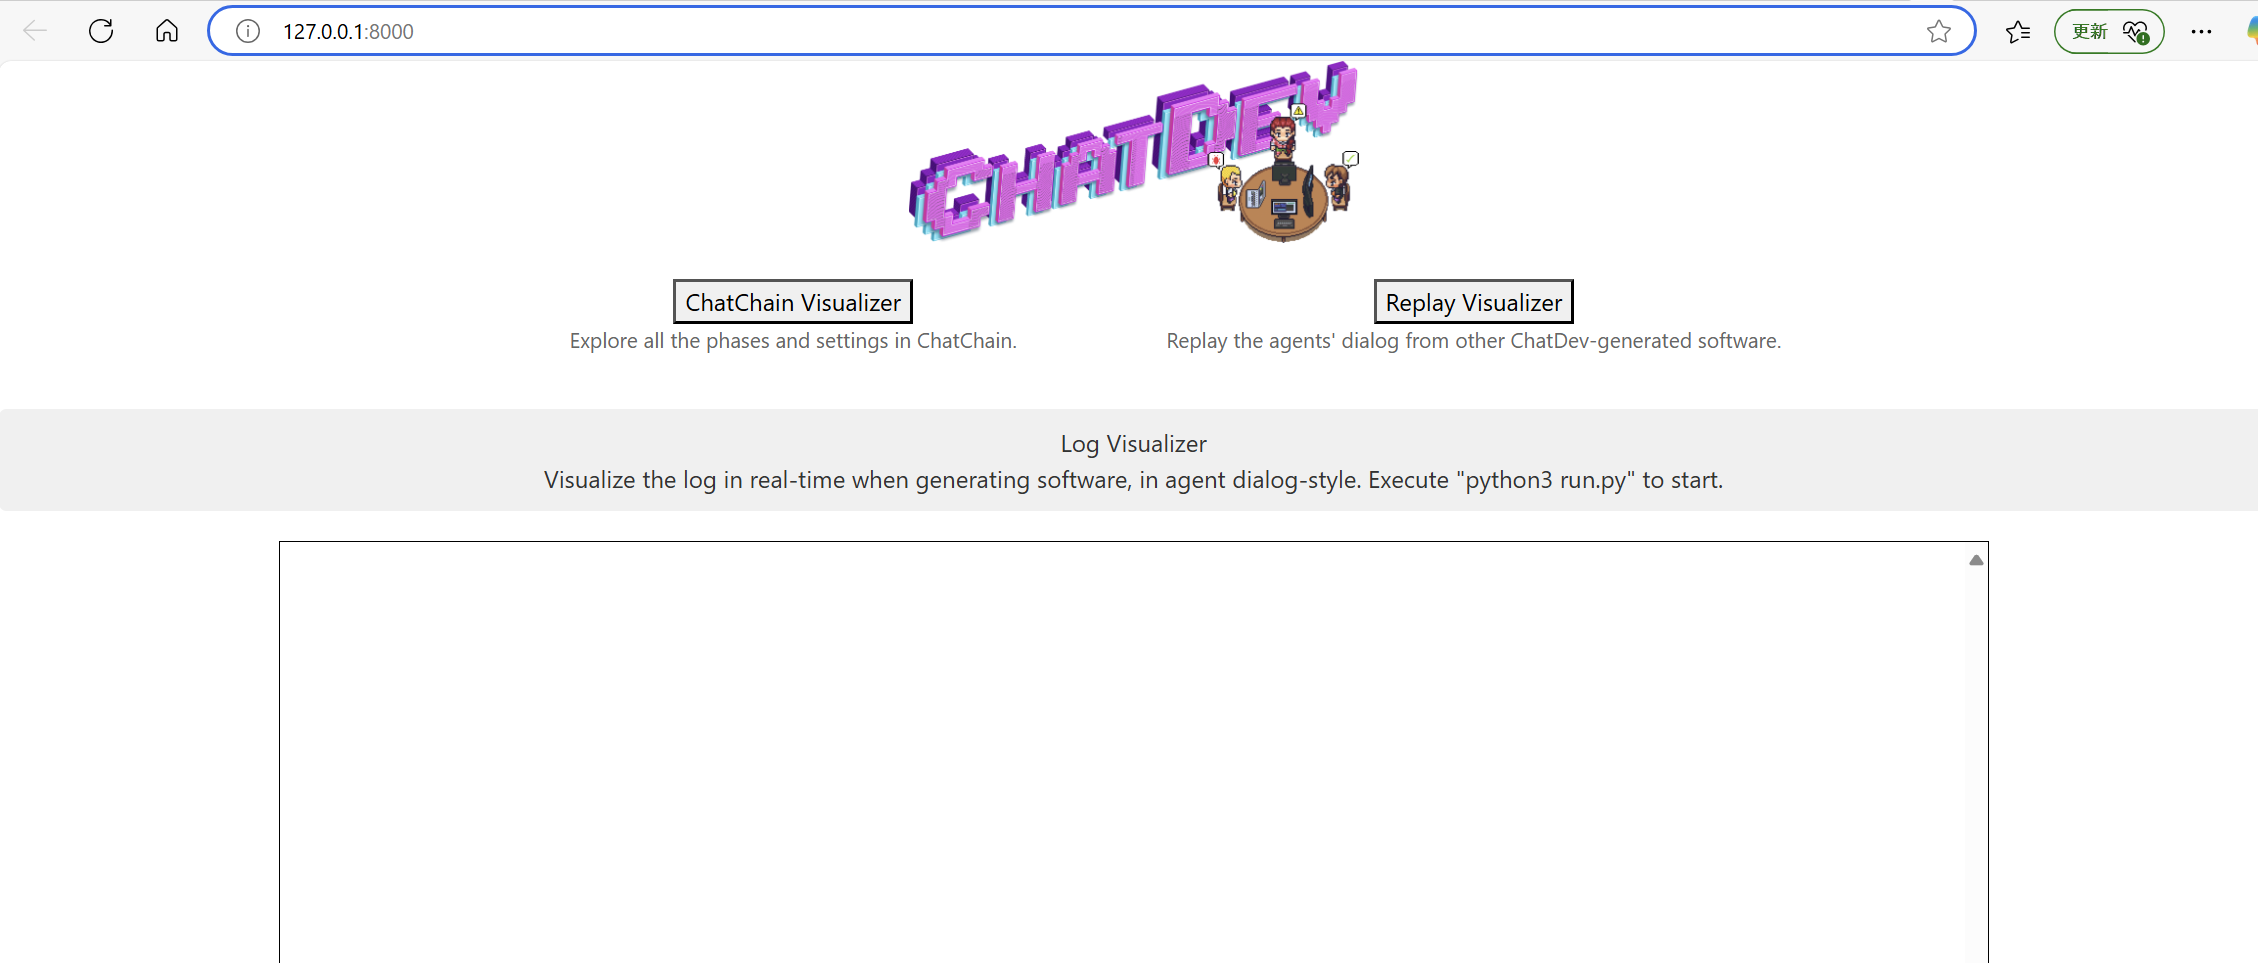 127.0.0.1:8000
更新
CHATDEV
ChatChain Visualizer
Replay Visualizer
Explore all the phases and settings in ChatChain.
Replay the agents' dialog from other ChatDev-generated software.
Log Visualizer
Visualize the log in real-time when generating software, in agent dialog-style. Execute "python3 run.py" to start.